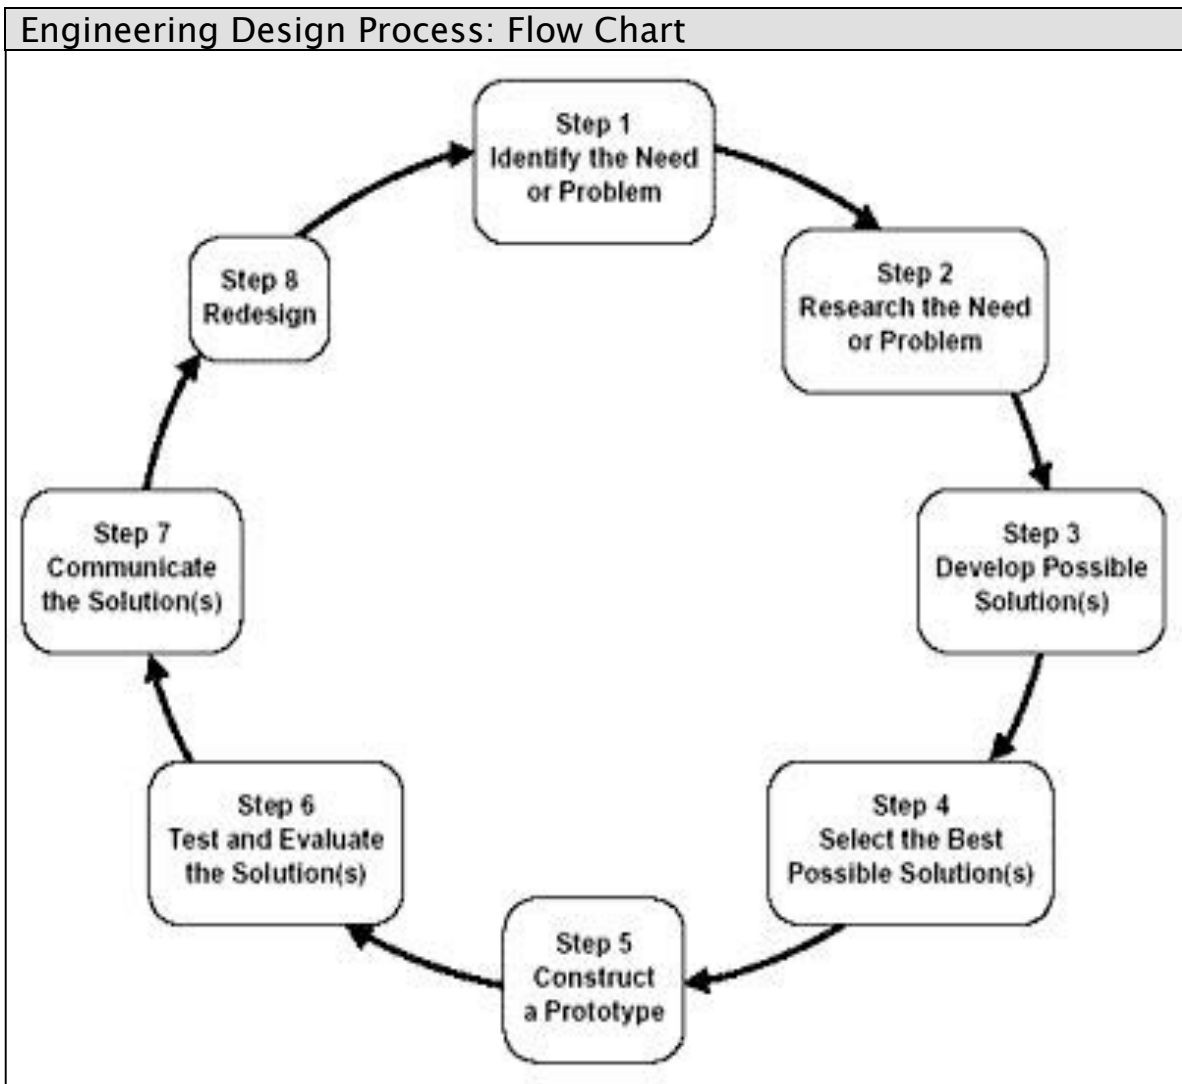 Engineering Design Process: Flow Chart
Step 1
Identify the Need
or Problem
Step 2
Research the Need
or Problem
Step 3
Develop Possible
Solution(s)
Step 4
Select the Best
Possible Solution(s)
Step 5
Construct
a Prototype
Step 6
Test and Evaluate
the Solution(s)
Step 7
Communicate
the Solution(s)
Step 8
Redesign